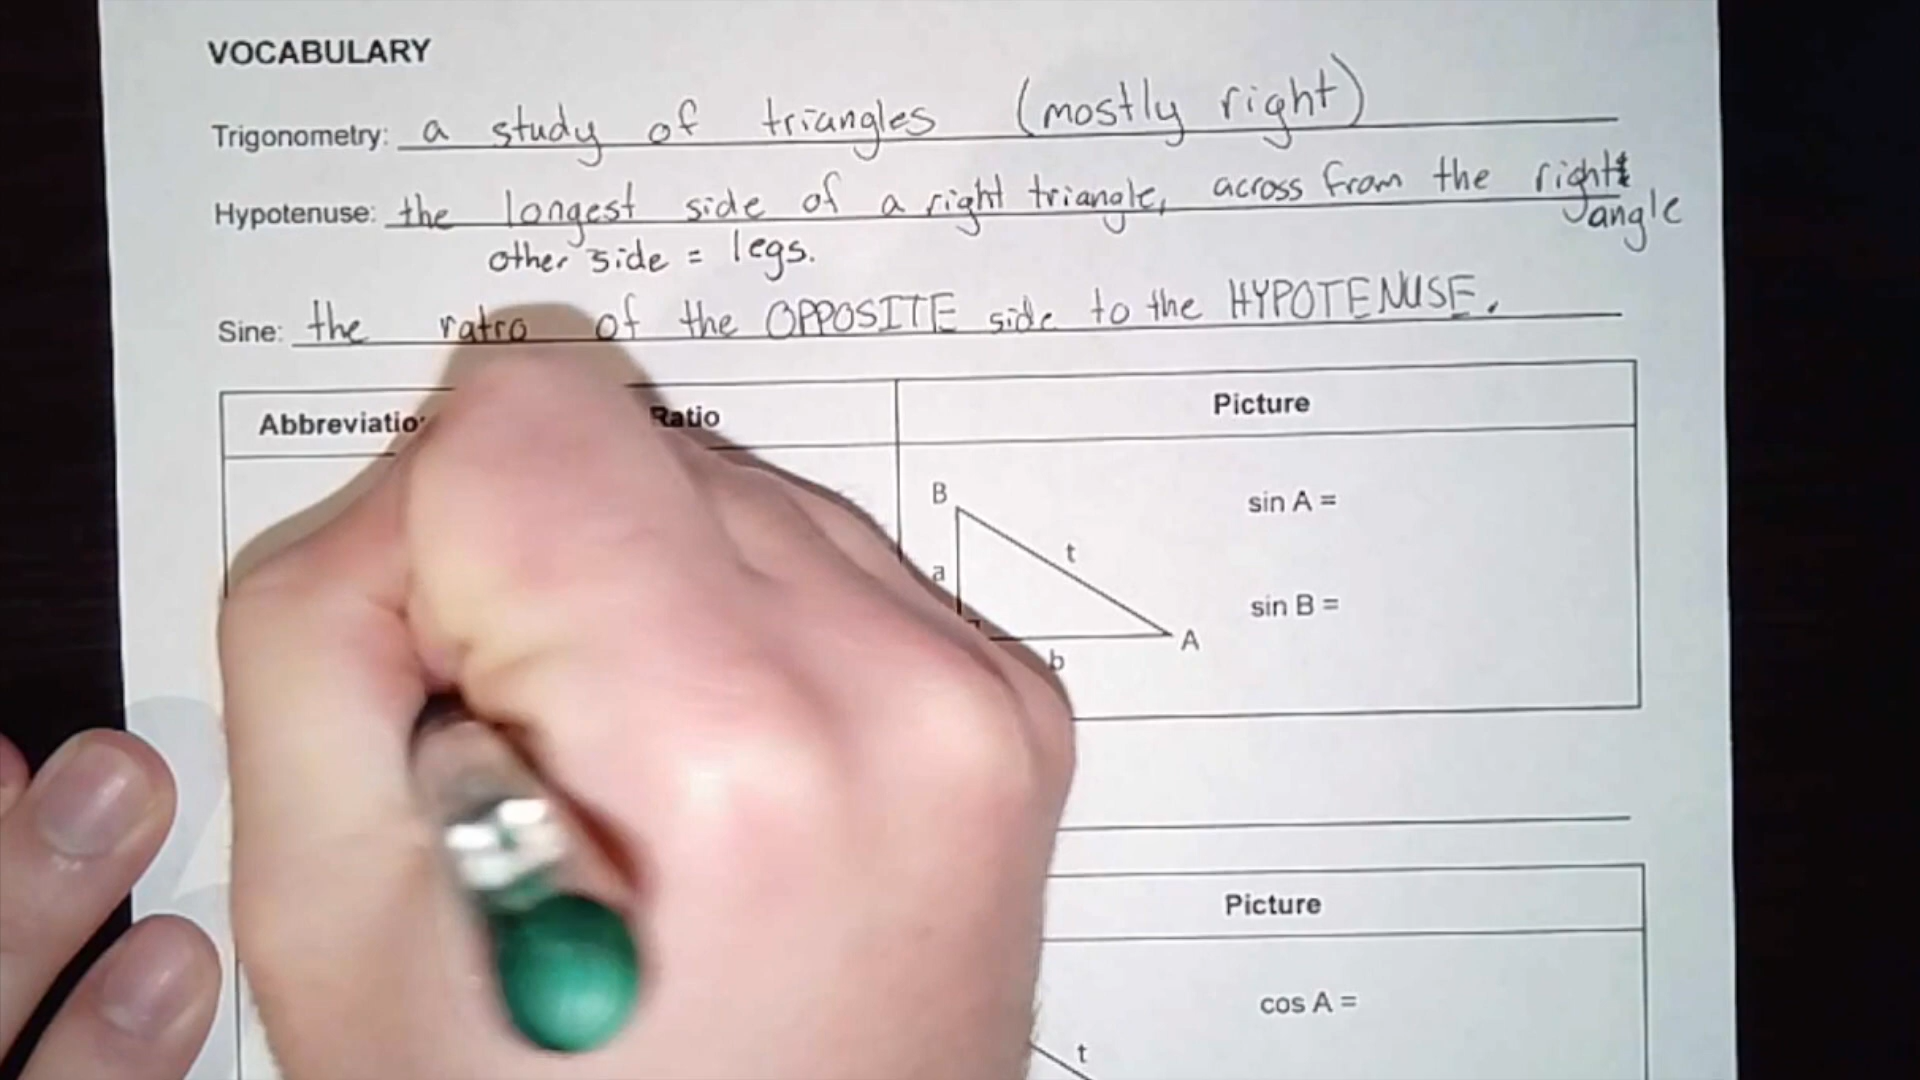 VOCABULARY
Trigonometry: a study of triangles (mostly right)
Hypotenuse: the longest side of a right triangle, across from the right
angle
other side = legs.
Sine: the ratio of the OPPOSITE side to the HYPOTENUSE.
Ratio Picture
B
sin A =
t
a
sin B =
A
b
Picture
cos A =
t